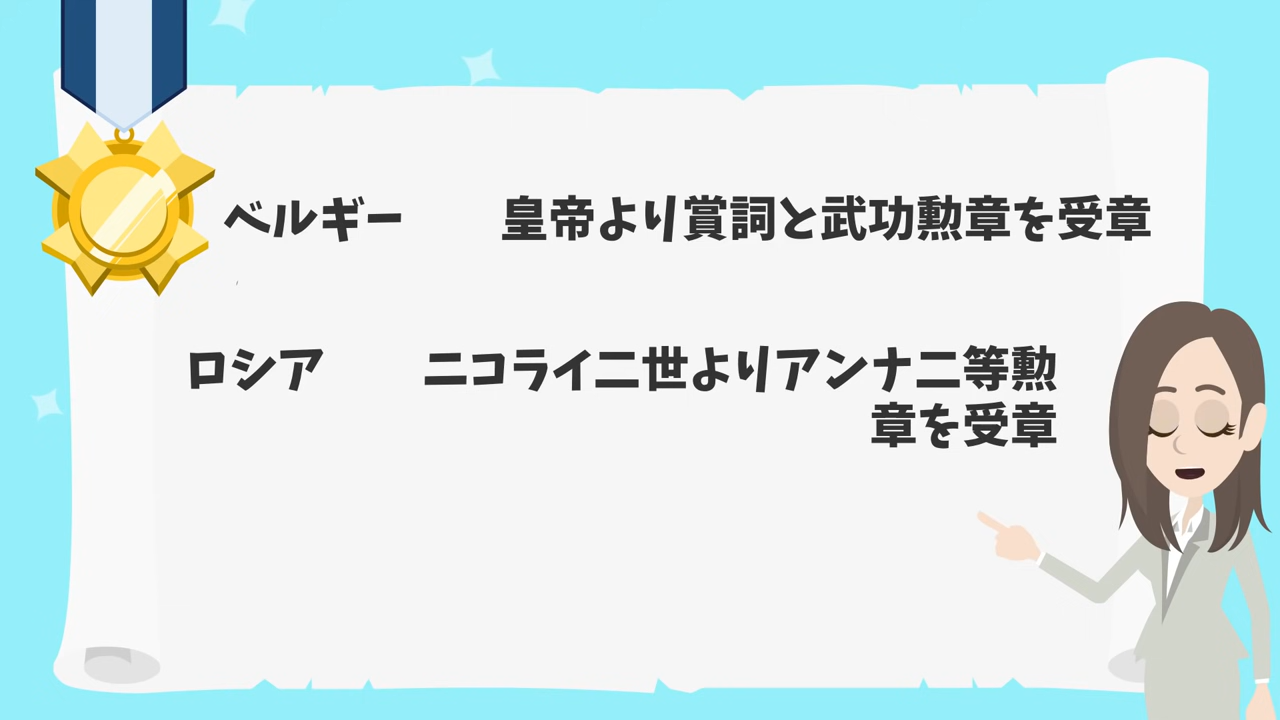 ベルギー　　皇帝より賞詞と武功勲章を受章
ロシア　　ニコライ二世よりアンナ二等勲
章を受章